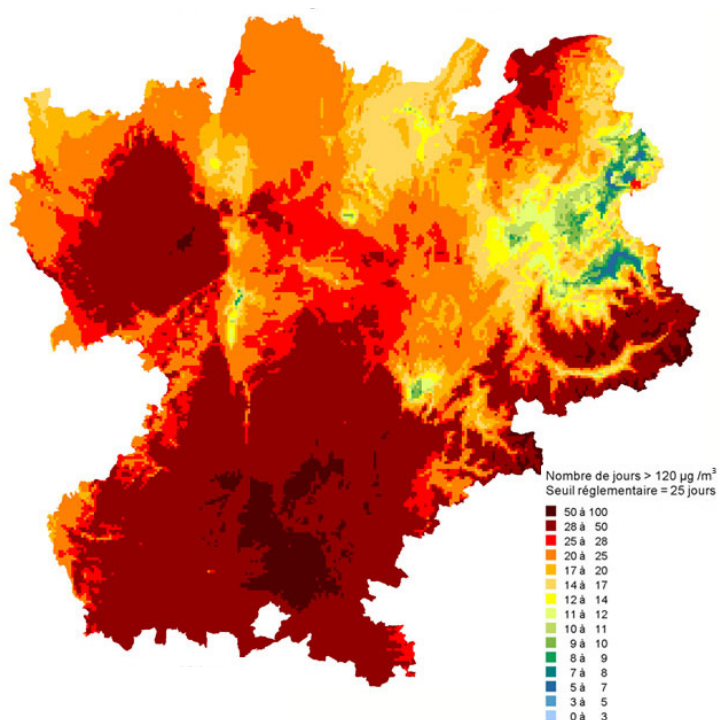 Nombre de jours > 120 µg /m³
Seuil réglementaire = 25 jours
50 à 100
28 à 50
25 à 28
20 à 25
17 à 20
14 à 17
12 à 14
11 à 12
10 à 11
9 à 10
8 à 9
7 à 8
5 à 7
3 à 5
0 à 3